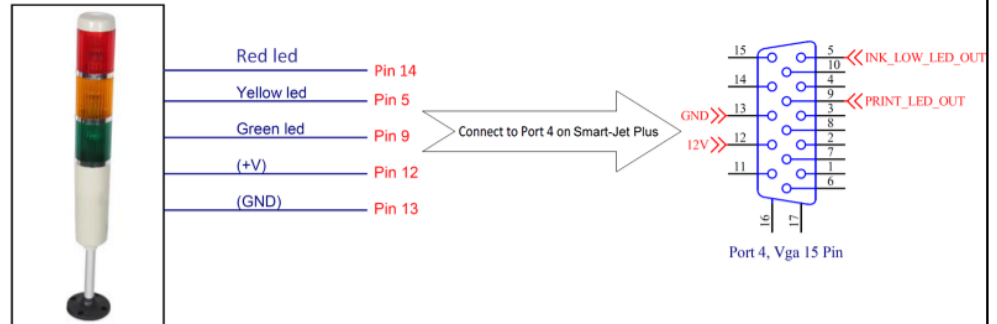 Red led
Pin 14
Yellow led
Pin 5
Green led
Pin 9
(+V)
Pin 12
(GND)
Pin 13
Connect to Port 4 on Smart-Jet Plus
15
5
INK_LOW_LED_OUT
10
14
4
9
PRINT_LED_OUT
GND
13
3
8
12V
12
2
7
11
1
6
16
17
Port 4, Vga 15 Pin